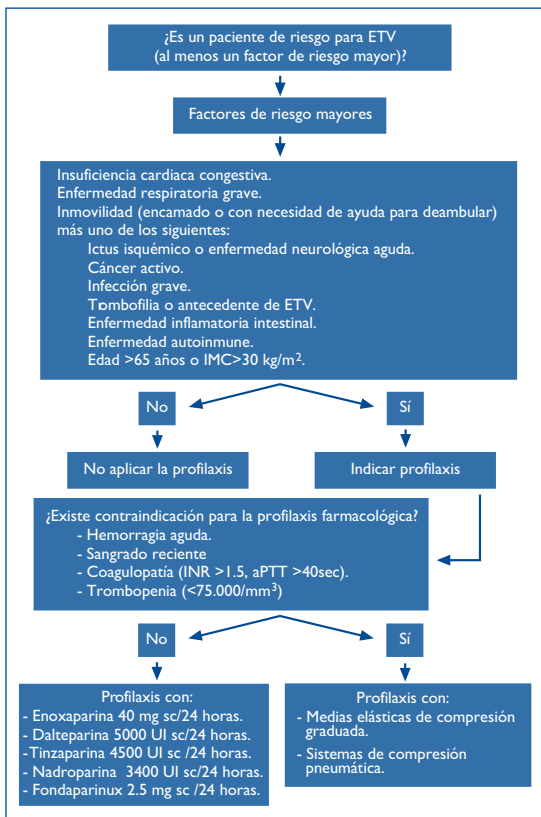 ¿Es un paciente de riesgo para ETV
(al menos un factor de riesgo mayor)?
Factores de riesgo mayores
Insuficiencia cardiaca congestiva.
Enfermedad respiratoria grave.
Inmovilidad (encamado o con necesidad de ayuda para deambular)
más uno de los siguientes:
Ictus isquémico o enfermedad neurológica aguda.
Cáncer activo.
Infección grave.
Trombofilia o antecedente de ETV.
Enfermedad inflamatoria intestinal.
Enfermedad autoinmune.
Edad >65 años o IMC>30 kg/m².
No
Sí
No aplicar la profilaxis
Indicar profilaxis
¿Existe contraindicación para la profilaxis farmacológica?
- Hemorragia aguda.
- Sangrado reciente
- Coagulopatía (INR >1.5, aPTT >40sec).
- Trombopenia (<75.000/mm³)
No
Sí
Profilaxis con:
- Enoxaparina 40 mg sc/24 horas.
- Dalteparina 5000 UI sc/24 horas.
-Tinzaparina 4500 UI sc /24 horas.
- Nadroparina 3400 UI sc/24 horas.
- Fondaparinux 2.5 mg sc /24 horas.
Profilaxis con:
- Medias elásticas de compresión
graduada.
- Sistemas de compresión
pneumática.